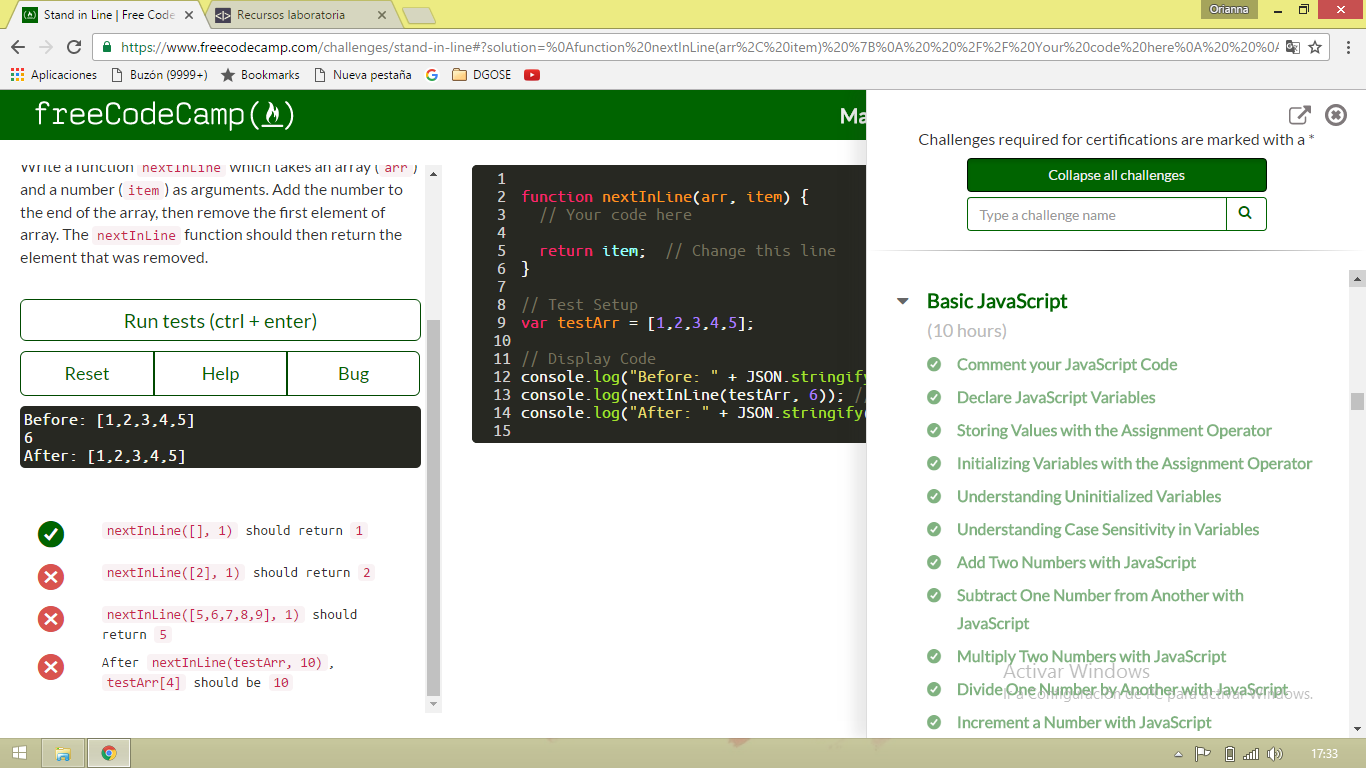 Stand in Line | Free Code
Recursos laboratoria
Orianna
https://www.freecodecamp.com/challenges/stand-in-line#?solution=%0Afunction%20nextInLine(arr%2C%20item)%20%7B%0A%20%20%2F%2F%20Your%20code%20here%0A%20%20%0A
Aplicaciones
Buzón (9999+)
Bookmarks
Nueva pestaña
DGOSE
freeCodeCamp
Ma
Write a function nextInLine which takes an array ( arr )
and a number ( item ) as arguments. Add the number to
the end of the array, then remove the first element of
array. The nextInLine function should then return the
element that was removed.
Run tests (ctrl + enter)
Reset
Help
Bug
Before: [1,2,3,4,5]
6
After: [1,2,3,4,5]
nextInLine([], 1) should return 1
nextInLine([2], 1) should return 2
nextInLine([5,6,7,8,9], 1) should
return 5
After nextInLine(testArr, 10) ,
testArr[4] should be 10
1
2 function nextInLine(arr, item) {
3 // Your code here
4
5 return item; // Change this line
6 }
7
8 // Test Setup
9 var testArr = [1,2,3,4,5];
10
11 // Display Code
12 console.log("Before: " + JSON.stringify
13 console.log(nextInLine(testArr, 6)); /
14 console.log("After: " + JSON.stringify(
15
Challenges required for certifications are marked with a *
Collapse all challenges
Type a challenge name
Basic JavaScript
(10 hours)
Comment your JavaScript Code
Declare JavaScript Variables
Storing Values with the Assignment Operator
Initializing Variables with the Assignment Operator
Understanding Uninitialized Variables
Understanding Case Sensitivity in Variables
Add Two Numbers with JavaScript
Subtract One Number from Another with
JavaScript
Multiply Two Numbers with JavaScript
Activar Windows
Divide One Number by Another with JavaScript
Ir a Configuración de PC para activar Windows.
Increment a Number with JavaScript
17:33